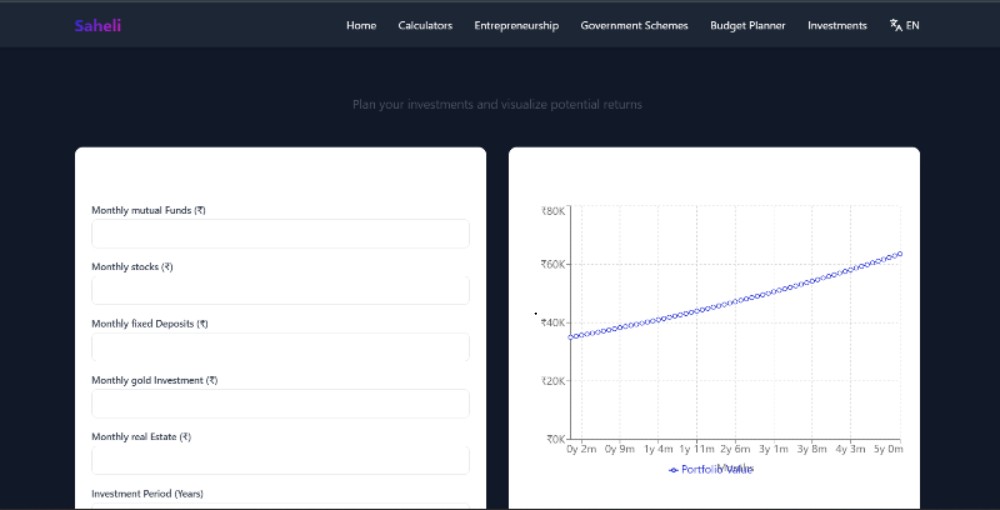 Saheli
Home Calculators Entrepreneurship Government Schemes Budget Planner Investments EN
Plan your investments and visualize potential returns
Monthly mutual Funds (₹)
Monthly stocks (₹)
Monthly fixed Deposits (₹)
Monthly gold Investment (₹)
Monthly real Estate (₹)
Investment Period (Years)
₹80K
₹60K
₹40K
₹20K
₹0K
0y 2m 0y 9m 1y 4m 1y 11m 2y 6m 3y 1m 3y 8m 4y 3m 5y 0m
Months
Portfolio Value